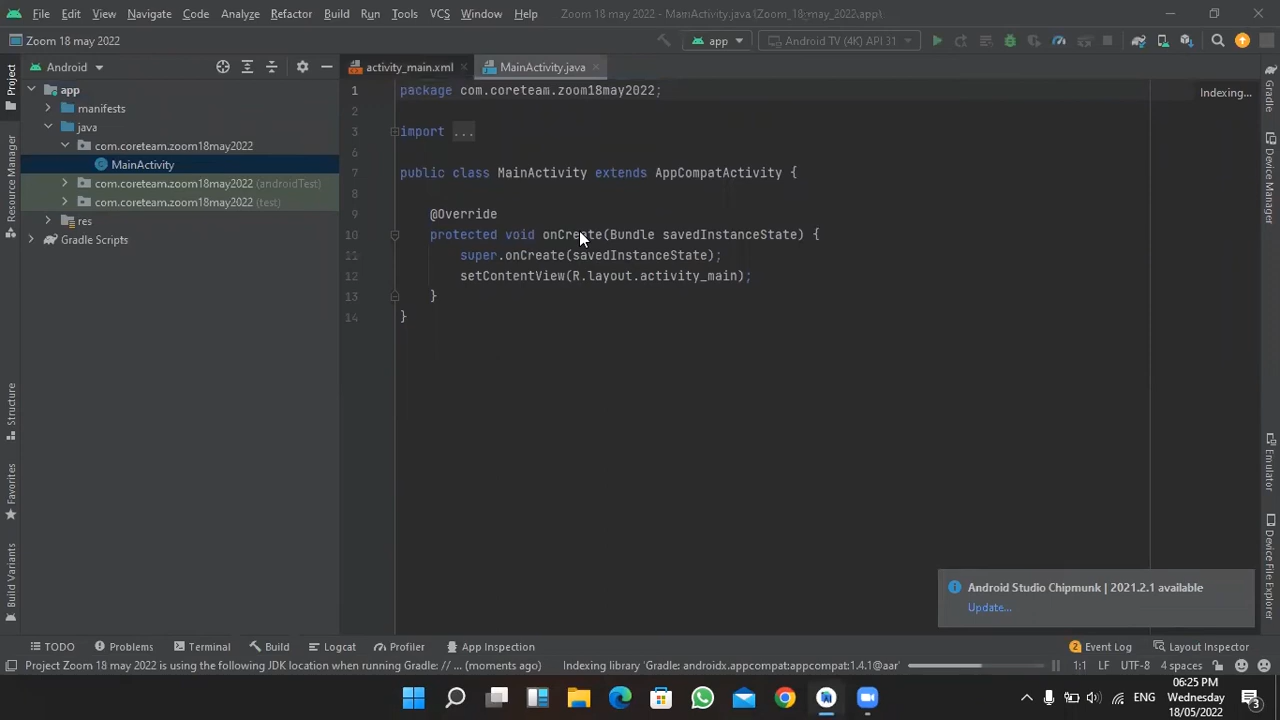 File Edit View Navigate Code Analyze Refactor Build Run Tools VCS Window Help Zoom 18 may 2022 - MainActivity.java [Zoom_18_may_2022.app]
Zoom 18 may 2022
app
Android TV (4K) API 31
Project
Android
activity_main.xml
MainActivity.java
app
manifests
java
com.coreteam.zoom18may2022
MainActivity
com.coreteam.zoom18may2022 (androidTest)
com.coreteam.zoom18may2022 (test)
res
Gradle Scripts
1 package com.coreteam.zoom18may2022;
2
3 import ...
6
7 public class MainActivity extends AppCompatActivity {
8
9 @Override
10 protected void onCreate(Bundle savedInstanceState) {
11 super.onCreate(savedInstanceState);
12 setContentView(R.layout.activity_main);
13 }
14 }
Indexing...
Resource Manager
Structure
Favorites
Build Variants
Gradle
Device Manager
Emulator
Device File Explorer
Android Studio Chipmunk | 2021.2.1 available
Update...
TODO Problems Terminal Build Logcat Profiler App Inspection Event Log Layout Inspector
Project Zoom 18 may 2022 is using the following JDK location when running Gradle: // ... (moments ago) Indexing library 'Gradle: androidx.appcompat:appcompat:1.4.1@aar' 1:1 LF UTF-8 4 spaces
ENG
06:25 PM
Wednesday
18/05/2022
3